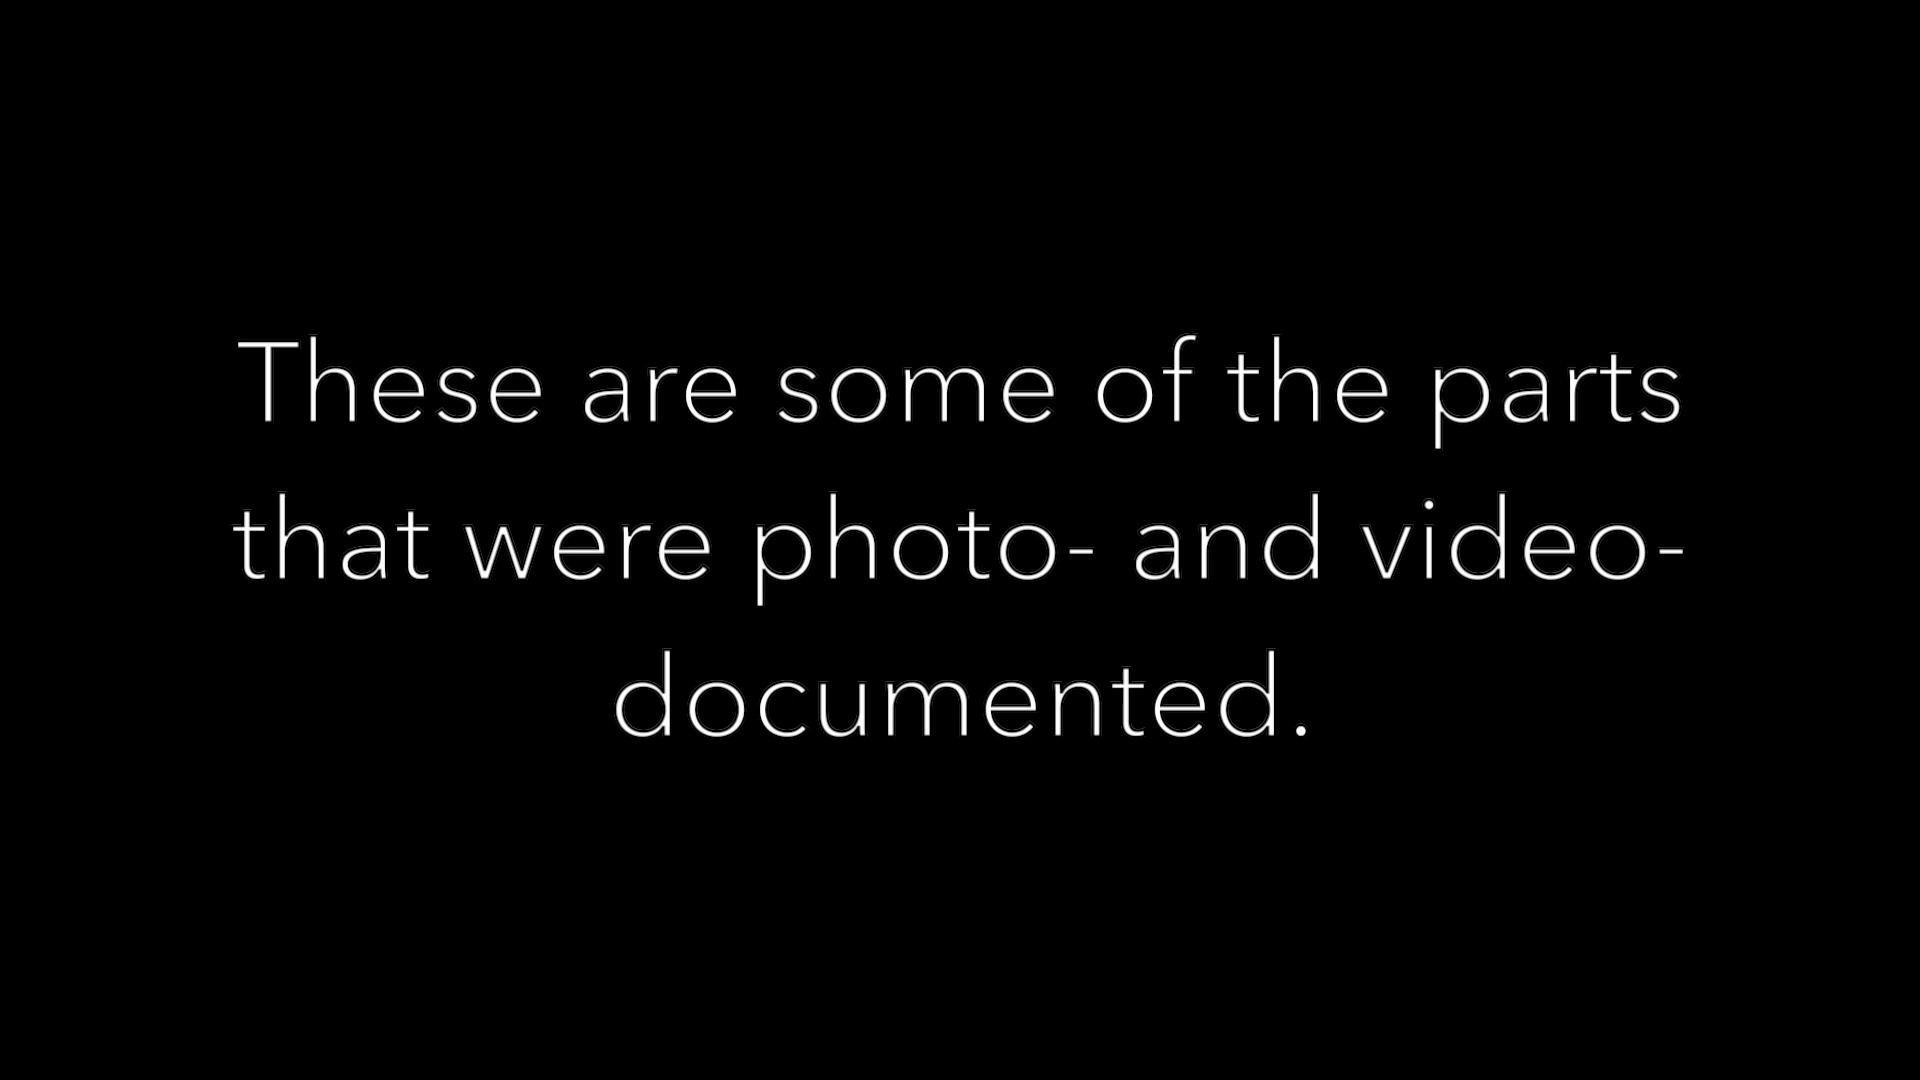 These are some of the parts
that were photo- and video-
documented.